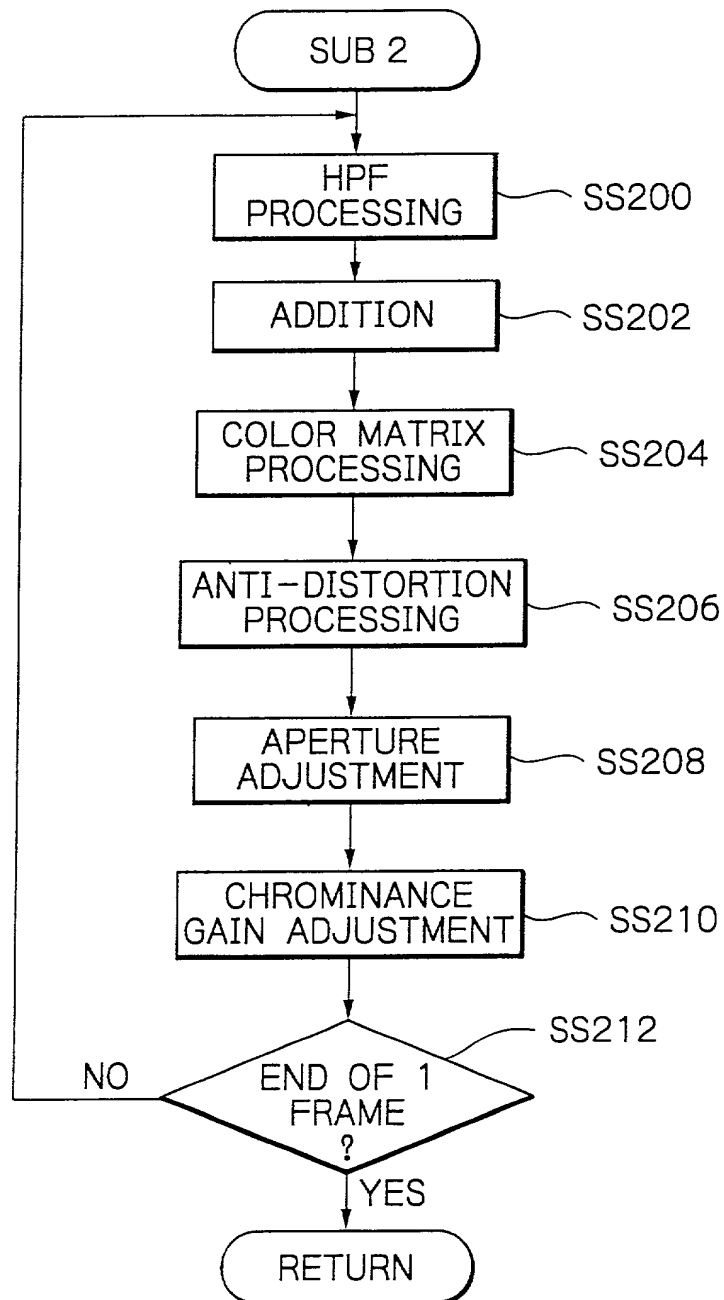 SUB 2
HPF
PROCESSING
SS200
ADDITION
SS202
COLOR MATRIX
PROCESSING
SS204
ANTI-DISTORTION
PROCESSING
SS206
APERTURE
ADJUSTMENT
SS208
CHROMINANCE
GAIN ADJUSTMENT
SS210
SS212
NO
END OF 1
FRAME
?
YES
RETURN